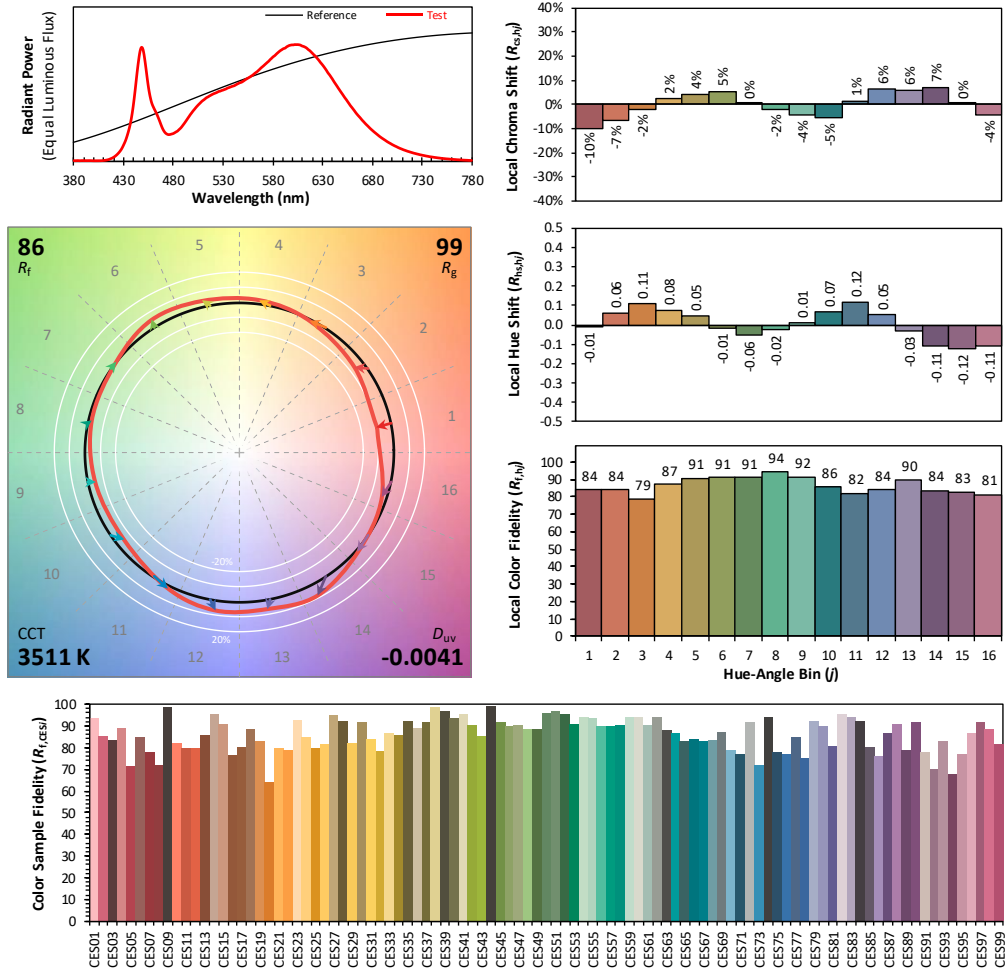 Reference Test
Radiant Power
(Equal Luminous Flux)
380 430 480 530 580 630 680 730 780
Wavelength (nm)
Local Chroma Shift (Rcs,hj)
40%
30%
20%
10%
0%
-10%
-20%
-30%
-40%
-10% -7% -2% 2% 4% 5% 0% -2% -4% -5% 1% 6% 6% 7% 0% -4%
86
Rf
99
Rg
1 2 3 4 5 6 7 8 9 10 11 12 13 14 15 16
-20%
20%
CCT
3511 K
Duv
-0.0041
Local Hue Shift (Rhs,hj)
0.5
0.4
0.3
0.2
0.1
0.0
-0.1
-0.2
-0.3
-0.4
-0.5
-0.01 0.06 0.11 0.08 0.05 -0.01 -0.06 -0.02 0.01 0.07 0.12 0.05 -0.03 -0.11 -0.12 -0.11
Local Color Fidelity (Rf,hj)
100
90
80
70
60
50
40
30
20
10
0
84 84 79 87 91 91 91 94 92 86 82 84 90 84 83 81
1 2 3 4 5 6 7 8 9 10 11 12 13 14 15 16
Hue-Angle Bin (j)
Color Sample Fidelity (Rf,CESi)
100
90
80
70
60
50
40
30
20
10
0
CES01 CES03 CES05 CES07 CES09 CES11 CES13 CES15 CES17 CES19 CES21 CES23 CES25 CES27 CES29 CES31 CES33 CES35 CES37 CES39 CES41 CES43 CES45 CES47 CES49 CES51 CES53 CES55 CES57 CES59 CES61 CES63 CES65 CES67 CES69 CES71 CES73 CES75 CES77 CES79 CES81 CES83 CES85 CES87 CES89 CES91 CES93 CES95 CES97 CES99